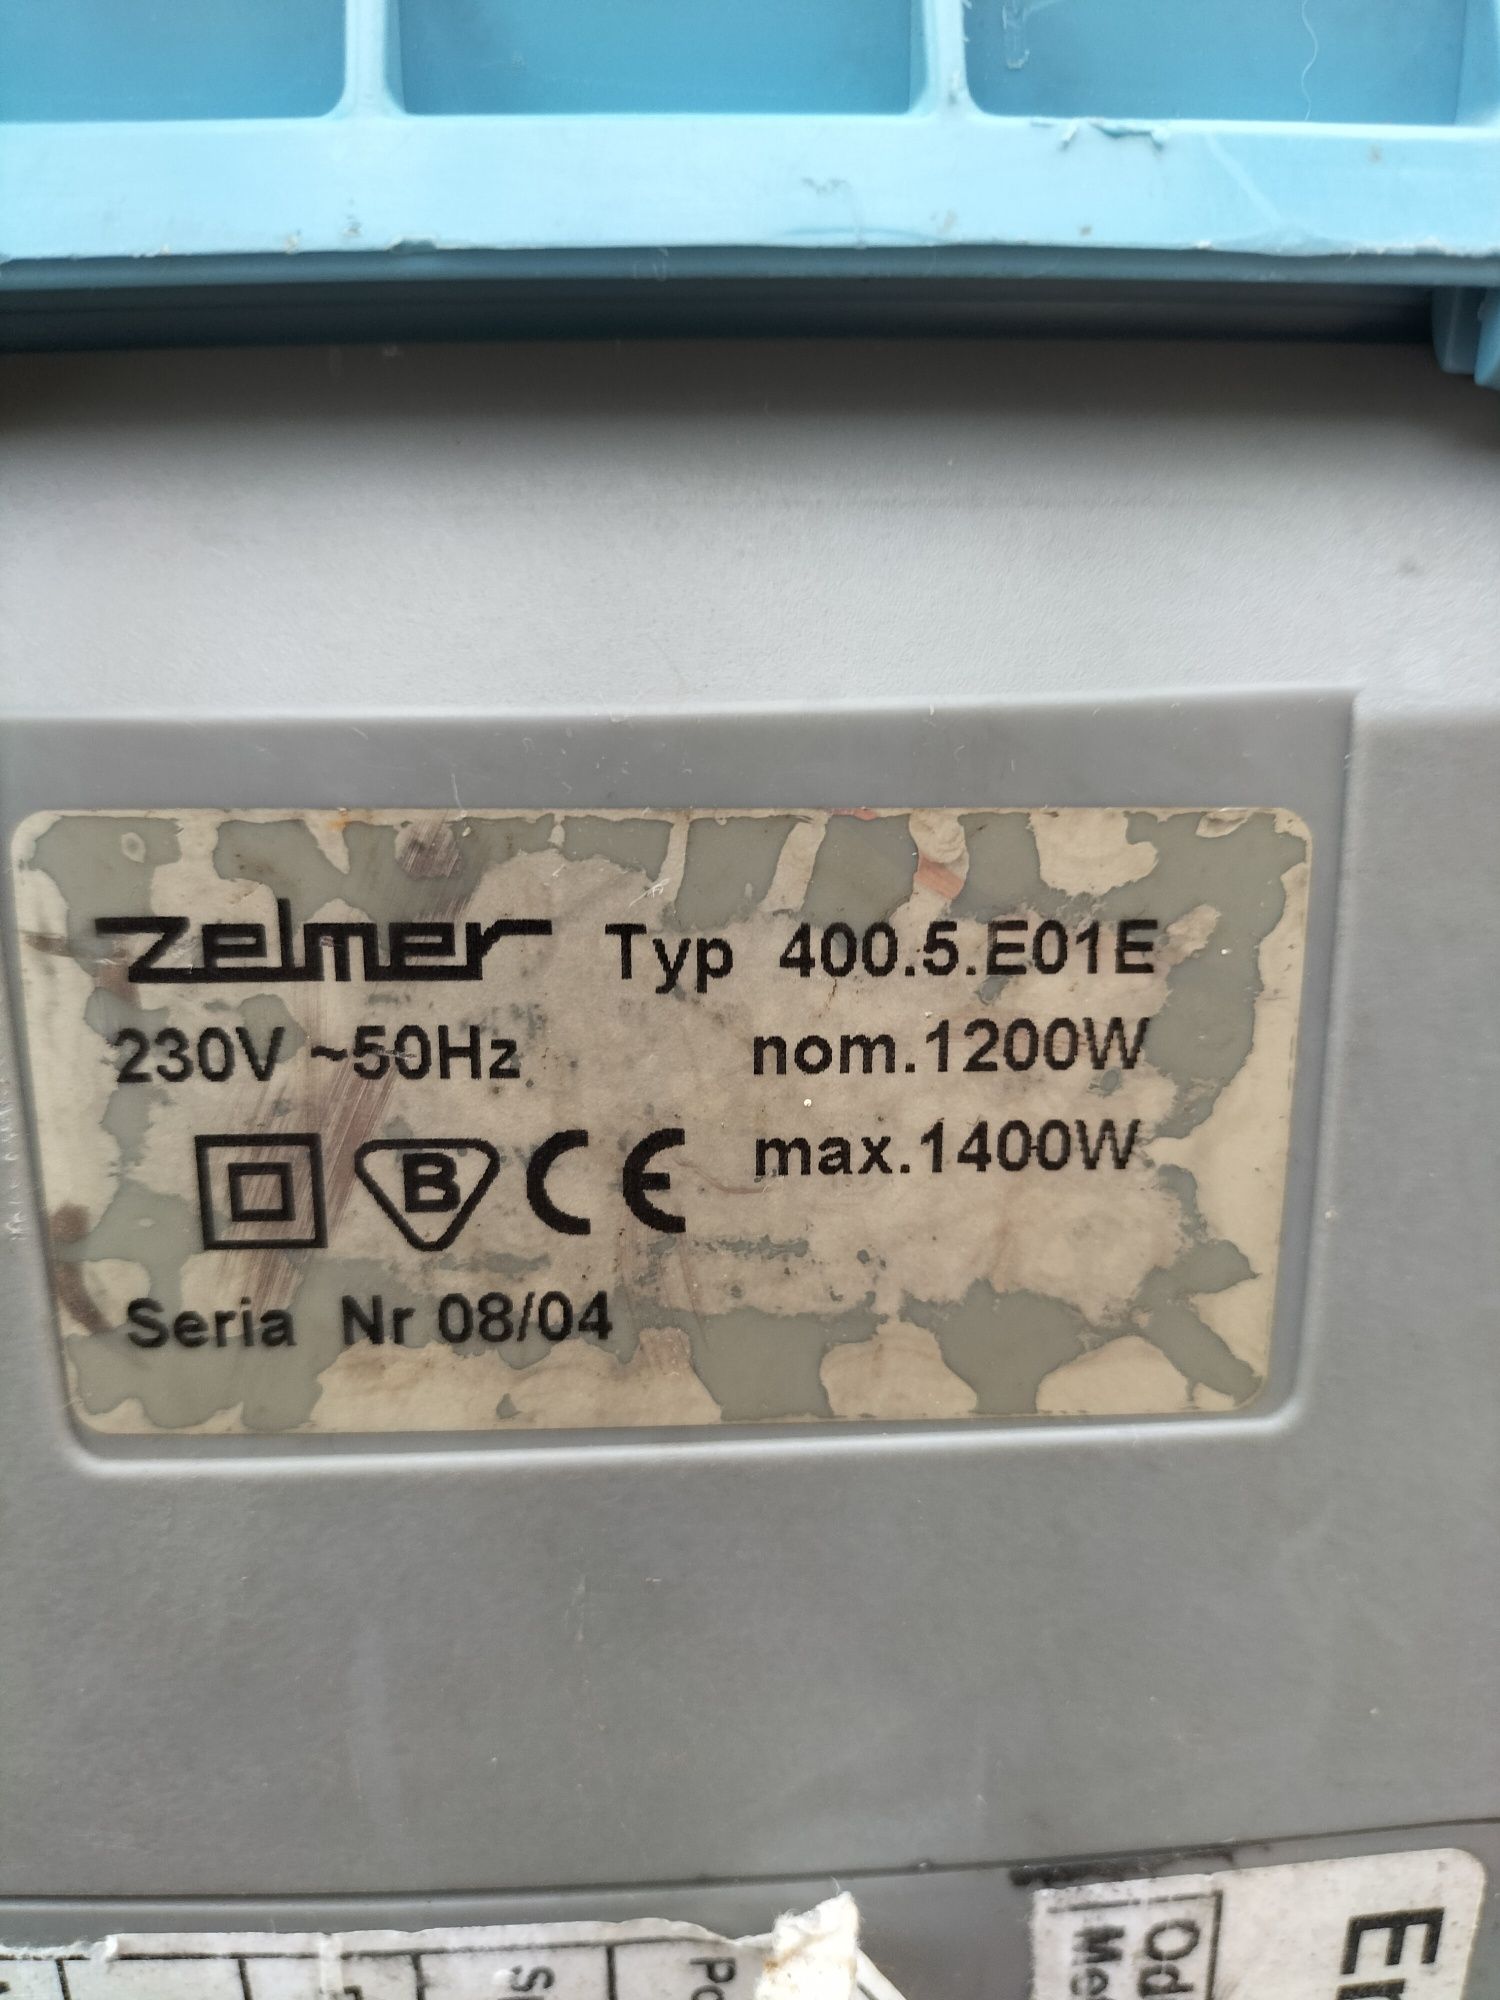 zelmer Typ 400.5.E01E
230V ~50Hz nom.1200W
B CE max.1400W
Seria Nr 08/04